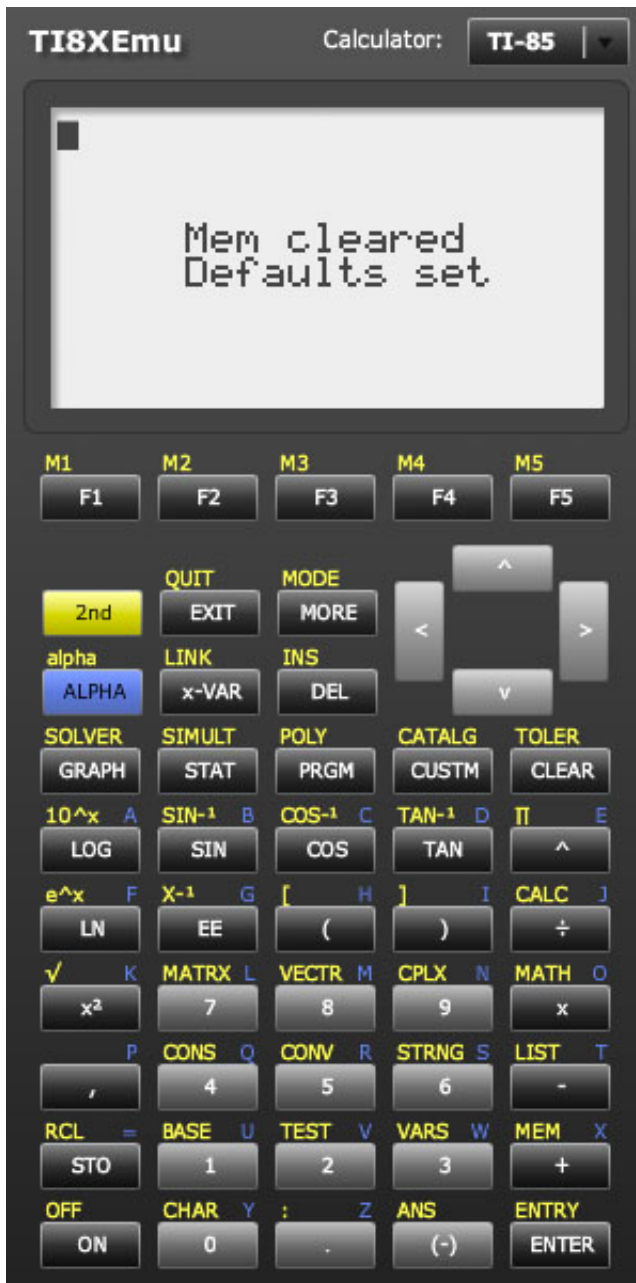 TI8XEmu Calculator: TI-85
Mem cleared
Defaults set
M1 M2 M3 M4 M5
F1 F2 F3 F4 F5
QUIT MODE
2nd EXIT MORE ^
< >
alpha LINK INS
ALPHA x-VAR DEL v
SOLVER SIMULT POLY CATALG TOLER
GRAPH STAT PRGM CUSTM CLEAR
10^x A SIN-¹ B COS-¹ C TAN-¹ D π E
LOG SIN COS TAN ^
e^x F X-¹ G [ H ] I CALC J
LN EE ( ) ÷
√ K MATRX L VECTR M CPLX N MATH O
x² 7 8 9 x
P CONS Q CONV R STRNG S LIST T
, 4 5 6 -
RCL = BASE U TEST V VARS W MEM X
STO 1 2 3 +
OFF CHAR Y : Z ANS ENTRY
ON 0 . (-) ENTER